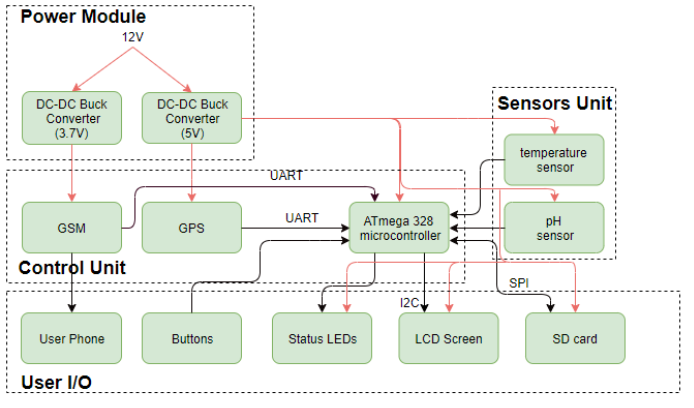 Power Module
12V
DC-DC Buck
Converter
(3.7V)
DC-DC Buck
Converter
(5V)
Sensors Unit
temperature
sensor
pH
sensor
UART
GSM
GPS
UART
ATmega 328
microcontroller
Control Unit
SPI
I2C
User Phone
Buttons
Status LEDs
LCD Screen
SD card
User I/O